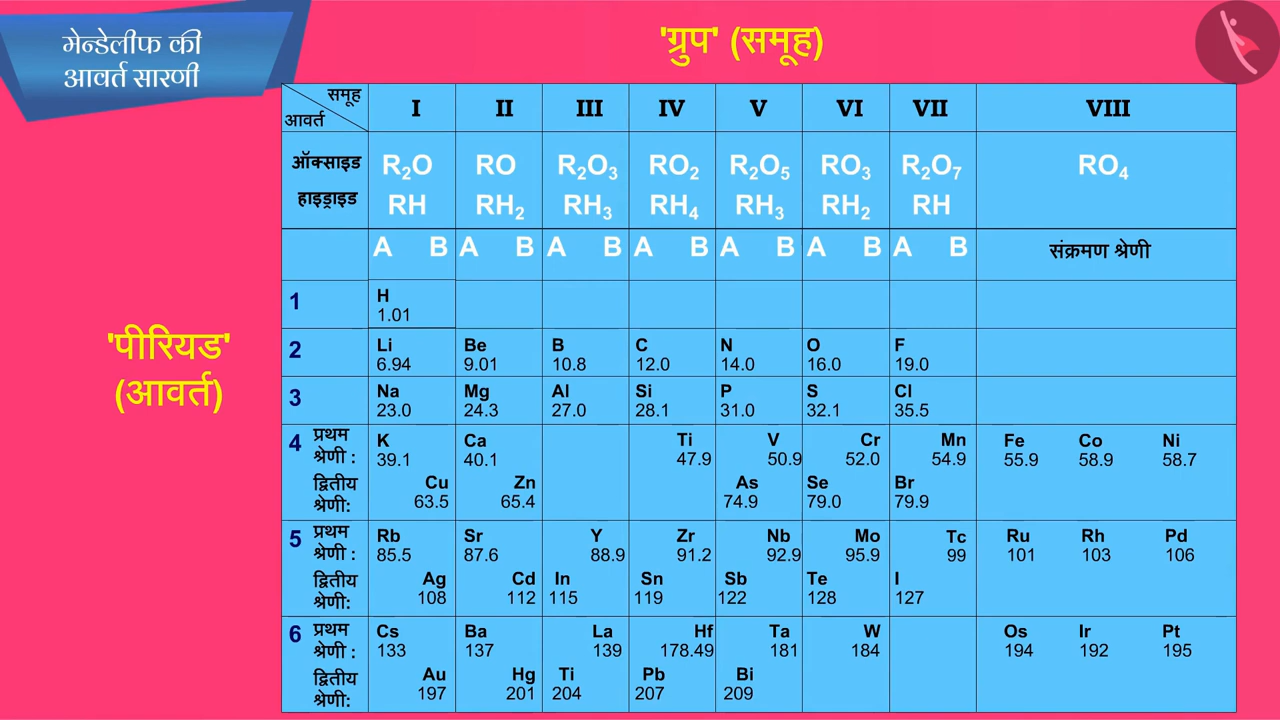 मेन्डेलीफ की
आवर्त सारणी
'ग्रुप' (समूह)
'पीरियड'
(आवर्त)
समूह I II III IV V VI VII VIII
आवर्त
ऑक्साइड R₂O RO R₂O₃ RO₂ R₂O₅ RO₃ R₂O₇ RO₄
हाइड्राइड RH RH₂ RH₃ RH₄ RH₃ RH₂ RH
A B A B A B A B A B A B A B संक्रमण श्रेणी
1 H
1.01
2 Li Be B C N O F
6.94 9.01 10.8 12.0 14.0 16.0 19.0
3 Na Mg Al Si P S Cl
23.0 24.3 27.0 28.1 31.0 32.1 35.5
4 प्रथम K Ca Ti V Cr Mn Fe Co Ni
श्रेणी : 39.1 40.1 47.9 50.9 52.0 54.9 55.9 58.9 58.7
द्वितीय Cu Zn As Se Br
श्रेणी: 63.5 65.4 74.9 79.0 79.9
5 प्रथम Rb Sr Y Zr Nb Mo Tc Ru Rh Pd
श्रेणी : 85.5 87.6 88.9 91.2 92.9 95.9 99 101 103 106
द्वितीय Ag Cd In Sn Sb Te I
श्रेणी: 108 112 115 119 122 128 127
6 प्रथम Cs Ba La Hf Ta W Os Ir Pt
श्रेणी : 133 137 139 178.49 181 184 194 192 195
द्वितीय Au Hg Ti Pb Bi
श्रेणी: 197 201 204 207 209